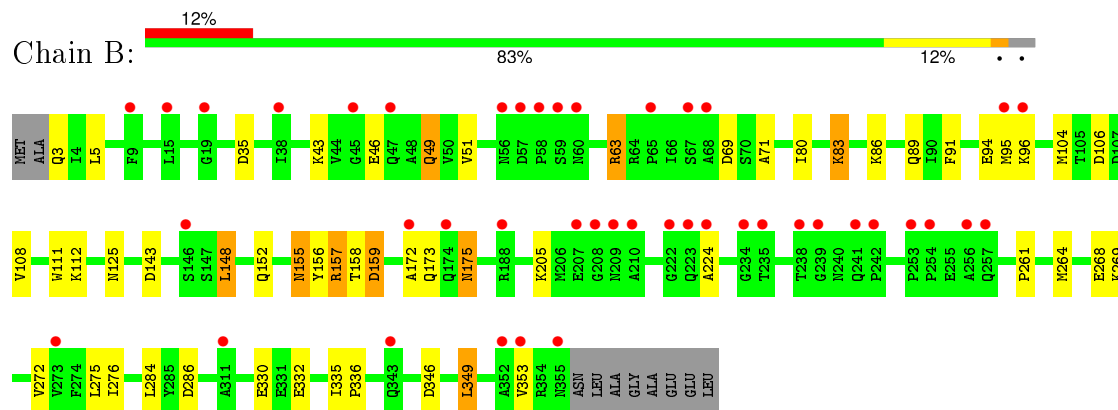 12%
Chain B:
83% 12% • •
MET ALA Q3 I4 L5 F9 L15 G19 D35 I38 K43 V44 G45 E46 Q47 A48 Q49 V50 V51 N56 D57 P58 S59 N60 R63 R64 P65 I66 S67 A68 D69 S70 A71 I80 K83 K86 Q89 I90 F91 E94 M95 K96 M104 T105 D106 D107
V108 W111 K112 N125 D143 S146 S147 L148 Q152 N155 Y156 R157 T158 D159 A172 Q173 Q174 N175 R188 K205 M206 E207 G208 N209 A210 G222 Q223 A224 G234 T235 T238 G239 N240 Q241 P242 P253 P254 E255 A256 Q257 P261 M264 E268 K269
V272 V273 F274 L275 I276 L284 Y285 D286 A311 E330 E331 E332 I335 P336 Q343 D346 L349 A352 V353 R354 N355 ASN LEU ALA GLY ALA GLU GLU LEU